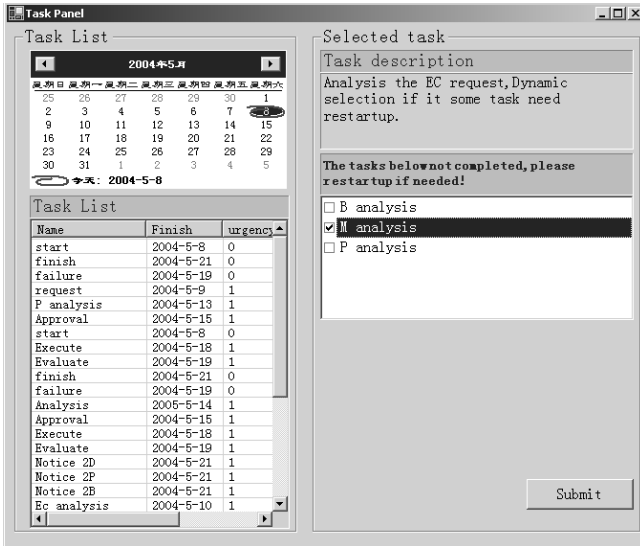 Task Panel
Task List
2004年5月
星期日 星期一 星期二 星期三 星期四 星期五 星期六
25 26 27 28 29 30 1
2 3 4 5 6 7 8
9 10 11 12 13 14 15
16 17 18 19 20 21 22
23 24 25 26 27 28 29
30 31 1 2 3 4 5
今天: 2004-5-8
Task List
Name Finish urgency
start 2004-5-8 0
finish 2004-5-21 0
failure 2004-5-19 0
request 2004-5-9 1
P analysis 2004-5-13 1
Approval 2004-5-15 1
start 2004-5-8 0
Execute 2004-5-18 1
Evaluate 2004-5-19 1
finish 2004-5-21 0
failure 2004-5-19 0
Analysis 2005-5-14 1
Approval 2004-5-15 1
Execute 2004-5-18 1
Evaluate 2004-5-19 1
Notice 2D 2004-5-21 1
Notice 2P 2004-5-21 1
Notice 2B 2004-5-21 1
Ec analysis 2004-5-10 1
Selected task
Task description
Analysis the EC request,Dynamic
selection if it some task need
restartup.
The tasks belownot completed, please
restartup if needed!
B analysis
M analysis
P analysis
Submit